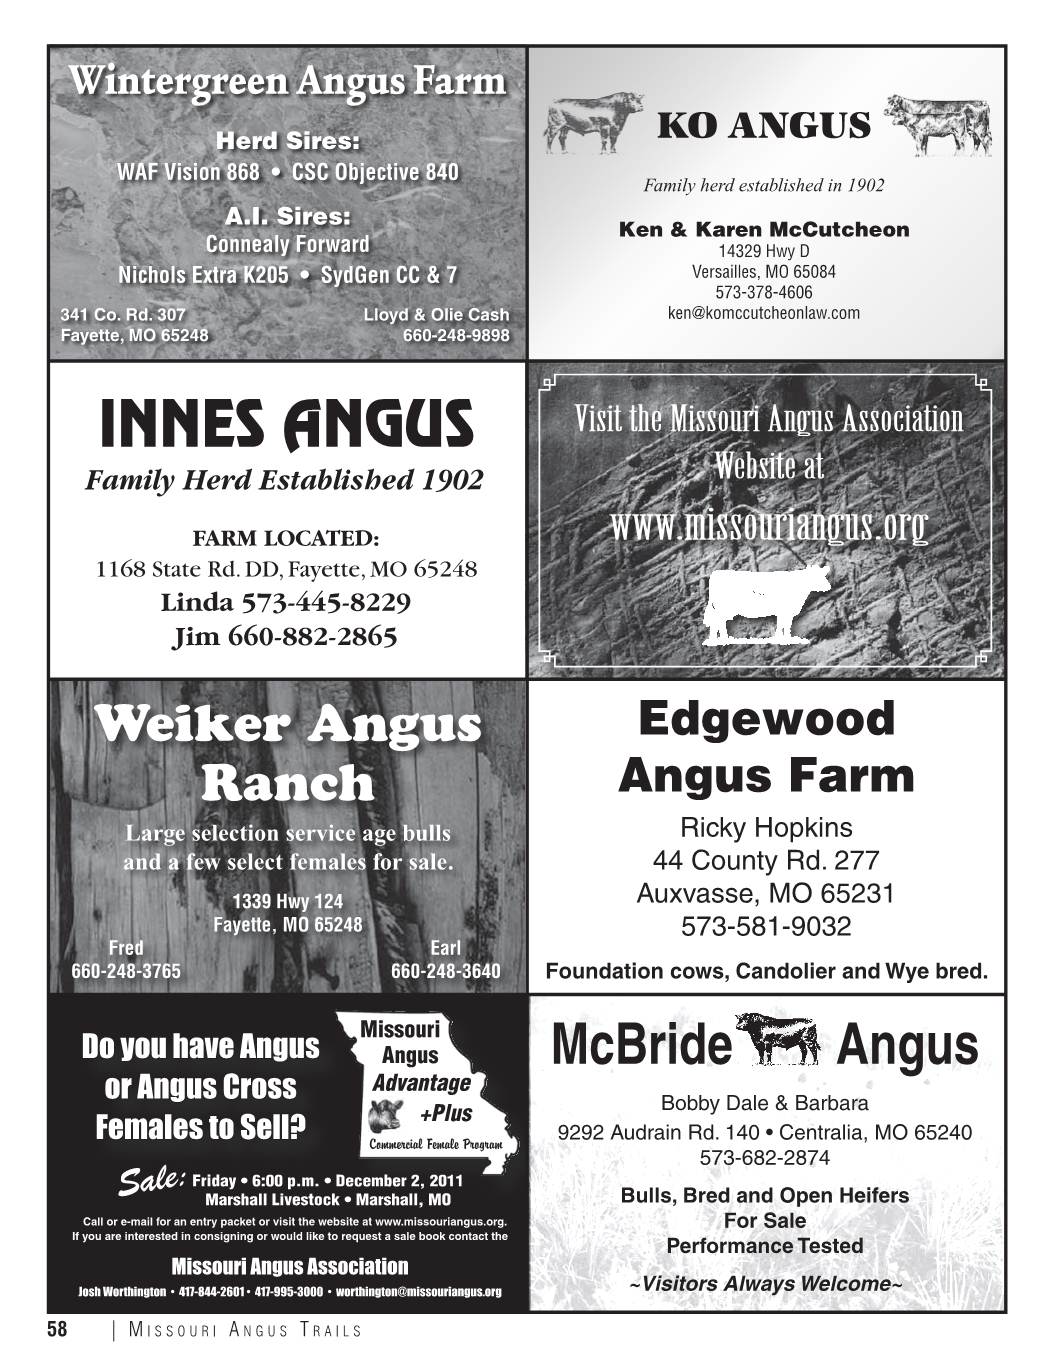 Wintergreen Angus Farm
Herd Sires:
WAF Vision 868 • CSC Objective 840
A.I. Sires:
Connealy Forward
Nichols Extra K205 • SydGen CC & 7
341 Co. Rd. 307
Fayette, MO 65248
Lloyd & Olie Cash
660-248-9898
KO ANGUS
Family herd established in 1902
Ken & Karen McCutcheon
14329 Hwy D
Versailles, MO 65084
573-378-4606
ken@komccutcheonlaw.com
INNES ANGUS
Family Herd Established 1902
FARM LOCATED:
1168 State Rd. DD, Fayette, MO 65248
Linda 573-445-8229
Jim 660-882-2865
Visit the Missouri Angus Association
Website at
www.missouriangus.org
Weiker Angus
Ranch
Large selection service age bulls
and a few select females for sale.
1339 Hwy 124
Fayette, MO 65248
Fred
660-248-3765
Earl
660-248-3640
Edgewood
Angus Farm
Ricky Hopkins
44 County Rd. 277
Auxvasse, MO 65231
573-581-9032
Foundation cows, Candolier and Wye bred.
Do you have Angus
or Angus Cross
Females to Sell?
Missouri
Angus
Advantage
+Plus
Commercial Female Program
Sale: Friday • 6:00 p.m. • December 2, 2011
Marshall Livestock • Marshall, MO
Call or e-mail for an entry packet or visit the website at www.missouriangus.org.
If you are interested in consigning or would like to request a sale book contact the
Missouri Angus Association
Josh Worthington • 417-844-2601 • 417-995-3000 • worthington@missouriangus.org
McBride Angus
Bobby Dale & Barbara
9292 Audrain Rd. 140 • Centralia, MO 65240
573-682-2874
Bulls, Bred and Open Heifers
For Sale
Performance Tested
~Visitors Always Welcome~
58 | MISSOURI ANGUS TRAILS